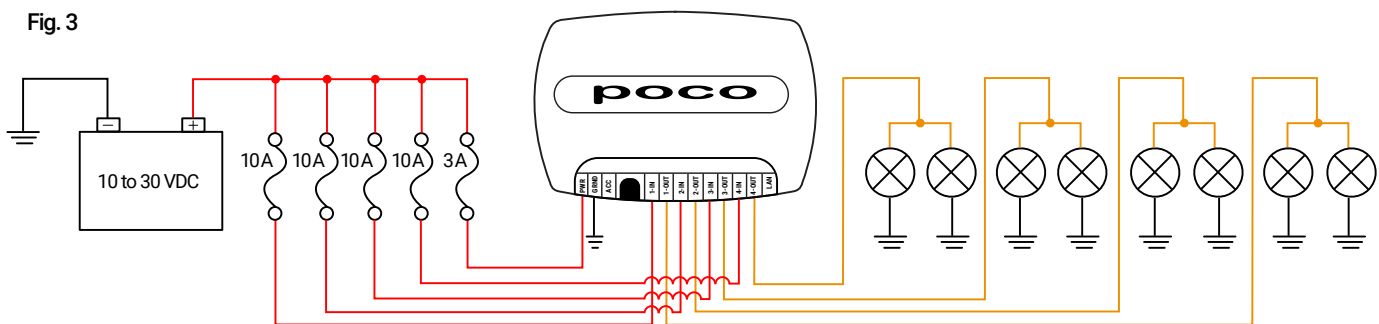 Fig. 3
poco
− +
10 to 30 VDC
10A 10A 10A 10A 3A
PWR
GRND
ACC
1-IN
1-OUT
2-IN
2-OUT
3-IN
3-OUT
4-IN
4-OUT
LAN